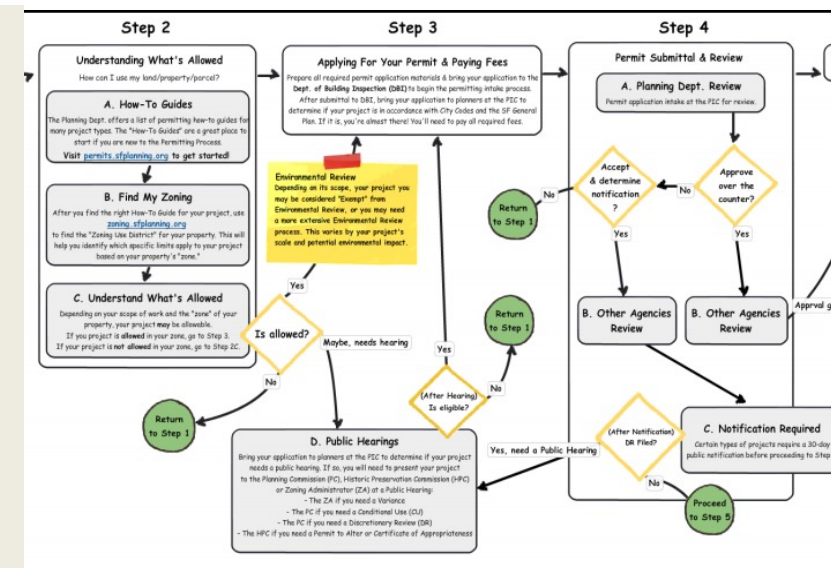 Step 2
Understanding What's Allowed
How can I use my land/property/parcel?
A. How-To Guides
The Planning Dept. offers a list of permitting how-to guides for
many project types. The "How-To Guides" are a great place to
start if you are new to the Permitting Process.
Visit permits.sfplanning.org to get started!
B. Find My Zoning
After you find the right How-To Guide for your project, use
zoning.sfplanning.org
to find the "Zoning Use District" for your property. This will
help you identify which specific limits apply to your project
based on your property's "zone."
C. Understand What's Allowed
Depending on your scope of work and the "zone" of your
property, your project may be allowable.
If you project is allowed in your zone, go to Step 3.
If your project is not allowed in your zone, go to Step 2C.
Is allowed?
Yes
Maybe, needs hearing
No
Return
to Step 1
Step 3
Applying For Your Permit & Paying Fees
Prepare all required permit application materials & bring your application to the
Dept. of Building Inspection (DBI) to begin the permitting intake process.
After submittal to DBI, bring your application to planners at the PIC to
determine if your project is in accordance with City Codes and the SF General
Plan. If it is, you're almost there! You'll need to pay all required fees.
Environmental Review
Depending on its scope, your project you
may be considered "Exempt" from
Environmental Review, or you may need
a more extensive Environmental Review
process. This varies by your project's
scale and potential environmental impact.
Yes
(After Hearing)
Is eligible?
No
Return
to Step 1
D. Public Hearings
Bring your application to planners at the PIC to determine if your project
needs a public hearing. If so, you will need to present your project
to the Planning Commission (PC), Historic Preservation Commission (HPC)
or Zoning Administrator (ZA) at a Public Hearing:
- The ZA if you need a Variance
- The PC if you need a Conditional Use (CU)
- The PC if you need a Discretionary Review (DR)
- The HPC if you need a Permit to Alter or Certificate of Appropriateness
Step 4
Permit Submittal & Review
A. Planning Dept. Review
Permit application intake at the PIC for review.
Approve
over the
counter?
No
Accept
& determine
notification
?
No
Return
to Step 1
Yes
Yes
B. Other Agencies
Review
B. Other Agencies
Review
Apprval g
C. Notification Required
Certain types of projects require a 30-day
public notification before proceeding to Step
(After Notification)
DR Filed?
Yes, need a Public Hearing
No
Proceed
to Step 5